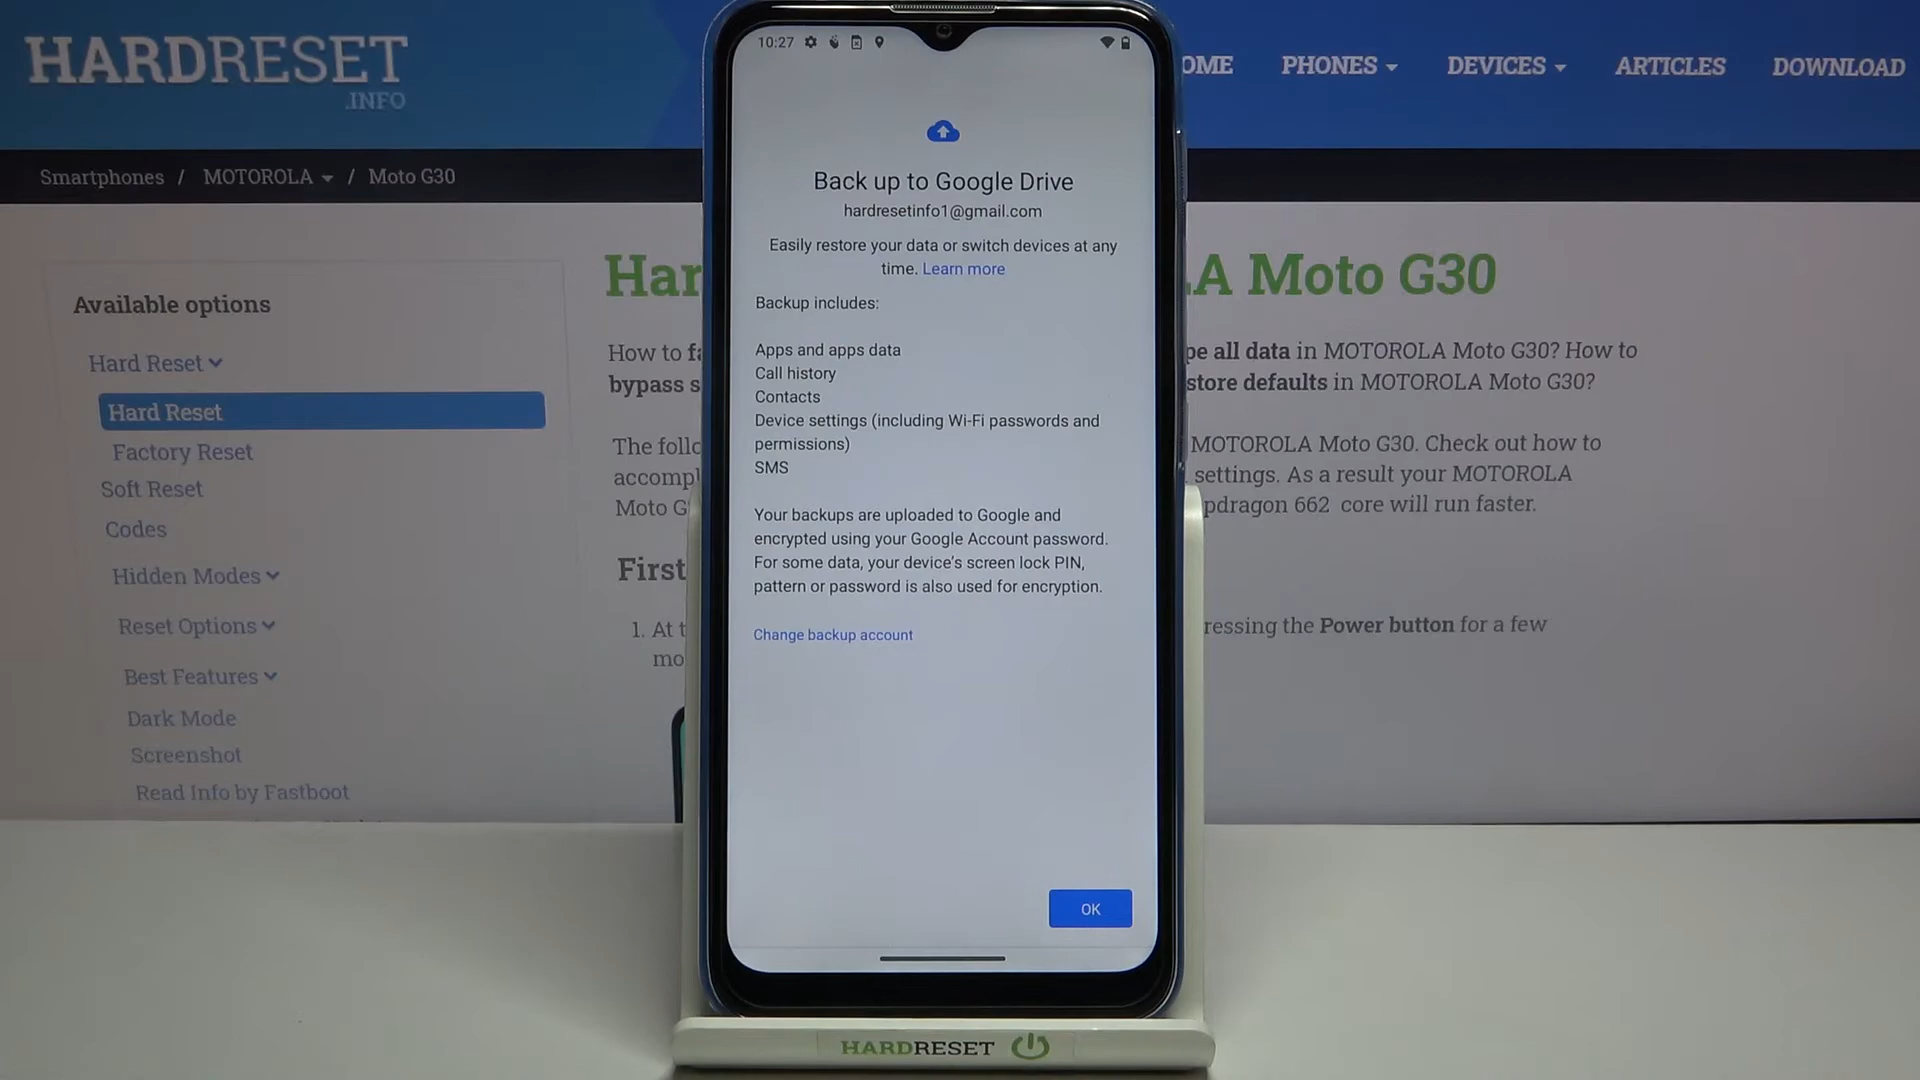 HARDRESET
.INFO
OME PHONES DEVICES ARTICLES DOWNLOAD
Smartphones / MOTOROLA / Moto G30
Available options
Hard Reset
Hard Reset
Factory Reset
Soft Reset
Codes
Hidden Modes
Reset Options
Best Features
Dark Mode
Screenshot
Read Info by Fastboot
10:27
Back up to Google Drive
hardresetinfo1@gmail.com
Easily restore your data or switch devices at any
time. Learn more
Backup includes:
Apps and apps data
Call history
Contacts
Device settings (including Wi-Fi passwords and
permissions)
SMS
Your backups are uploaded to Google and
encrypted using your Google Account password.
For some data, your device's screen lock PIN,
pattern or password is also used for encryption.
Change backup account
OK
Har A Moto G30
How to fa pe all data in MOTOROLA Moto G30? How to
bypass s store defaults in MOTOROLA Moto G30?
The follo MOTOROLA Moto G30. Check out how to
accompl settings. As a result your MOTOROLA
Moto G pdragon 662 core will run faster.
First
1. At t ressing the Power button for a few
mo
HARDRESET